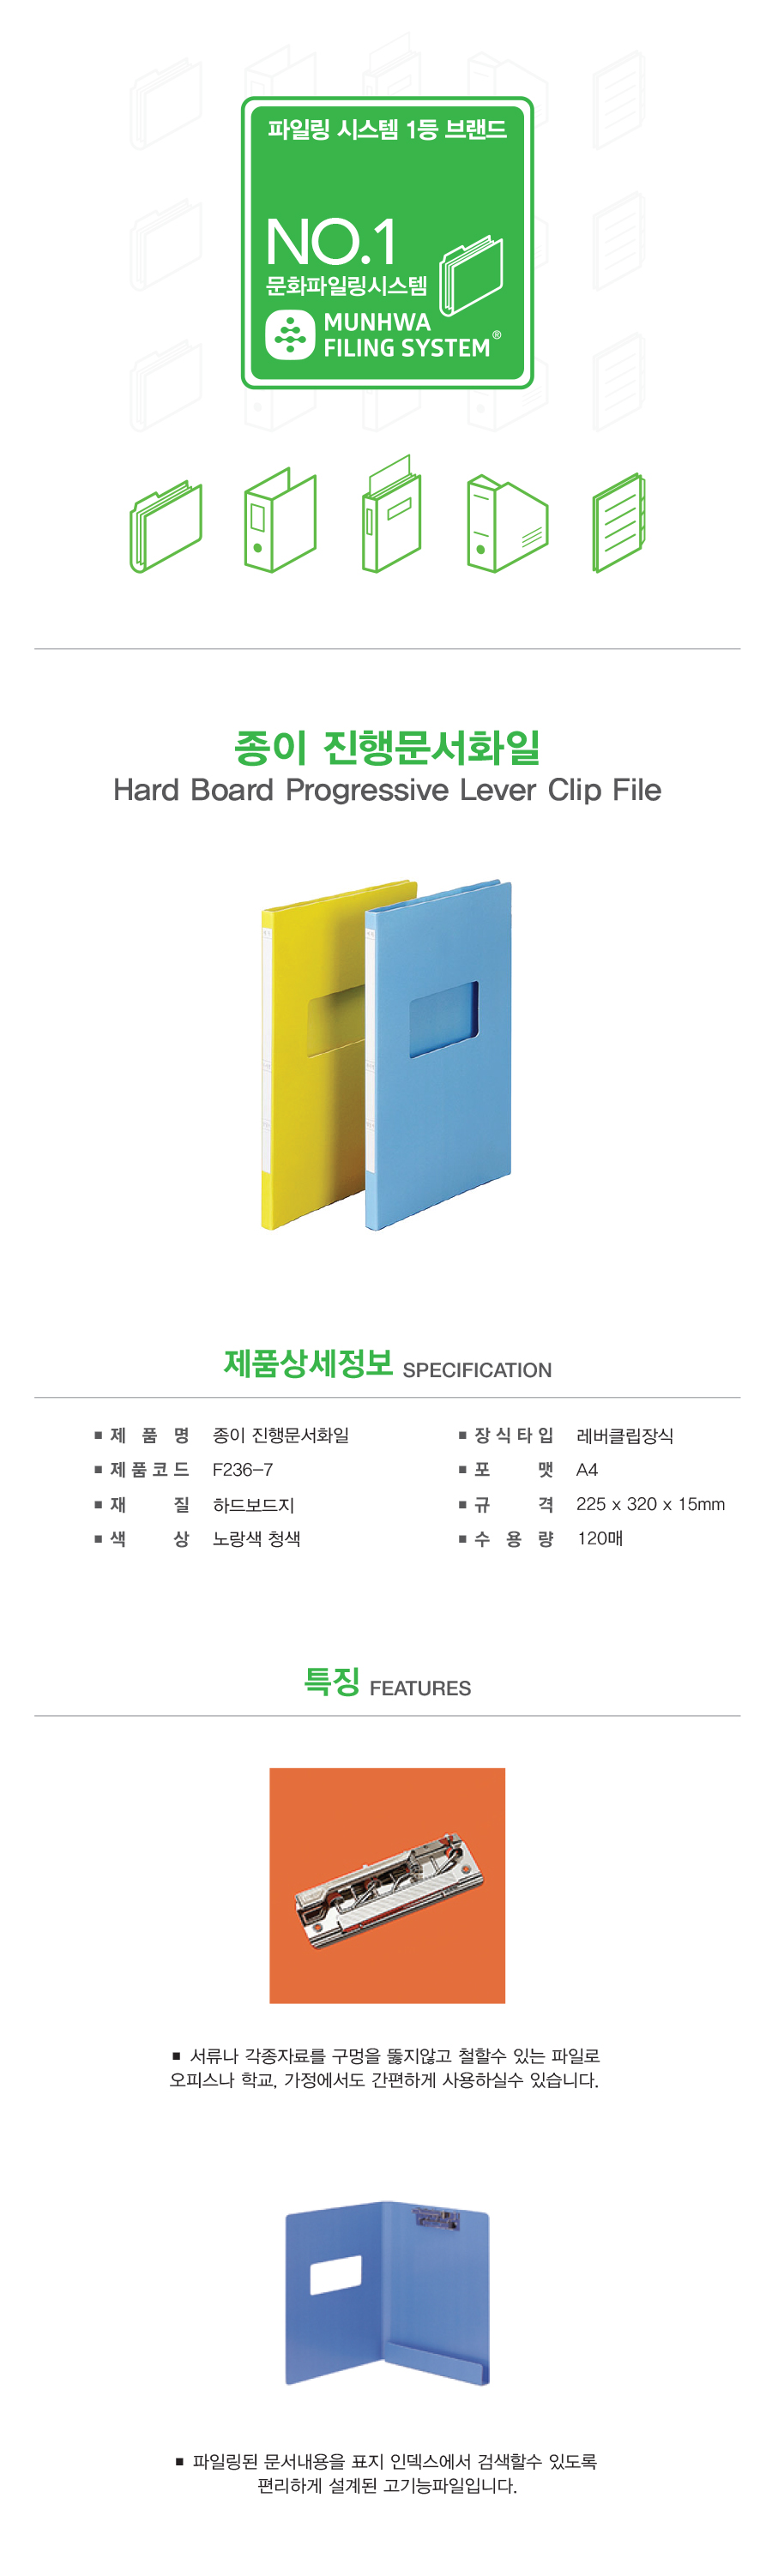 파일링 시스템 1등 브랜드
NO.1
문화파일링시스템
MUNHWA
FILING SYSTEM®
종이 진행문서화일
Hard Board Progressive Lever Clip File
제품상세정보 SPECIFICATION
■ 제 품 명 종이 진행문서화일
■ 장식타입 레버클립장식
■ 제품코드 F236-7
■ 포 맷 A4
■ 재 질 하드보드지
■ 규 격 225 x 320 x 15mm
■ 색 상 노랑색 청색
■ 수 용 량 120매
특징 FEATURES
■ 서류나 각종자료를 구멍을 뚫지않고 철할수 있는 파일로
오피스나 학교, 가정에서도 간편하게 사용하실수 있습니다.
■ 파일링된 문서내용을 표지 인덱스에서 검색할수 있도록
편리하게 설계된 고기능파일입니다.